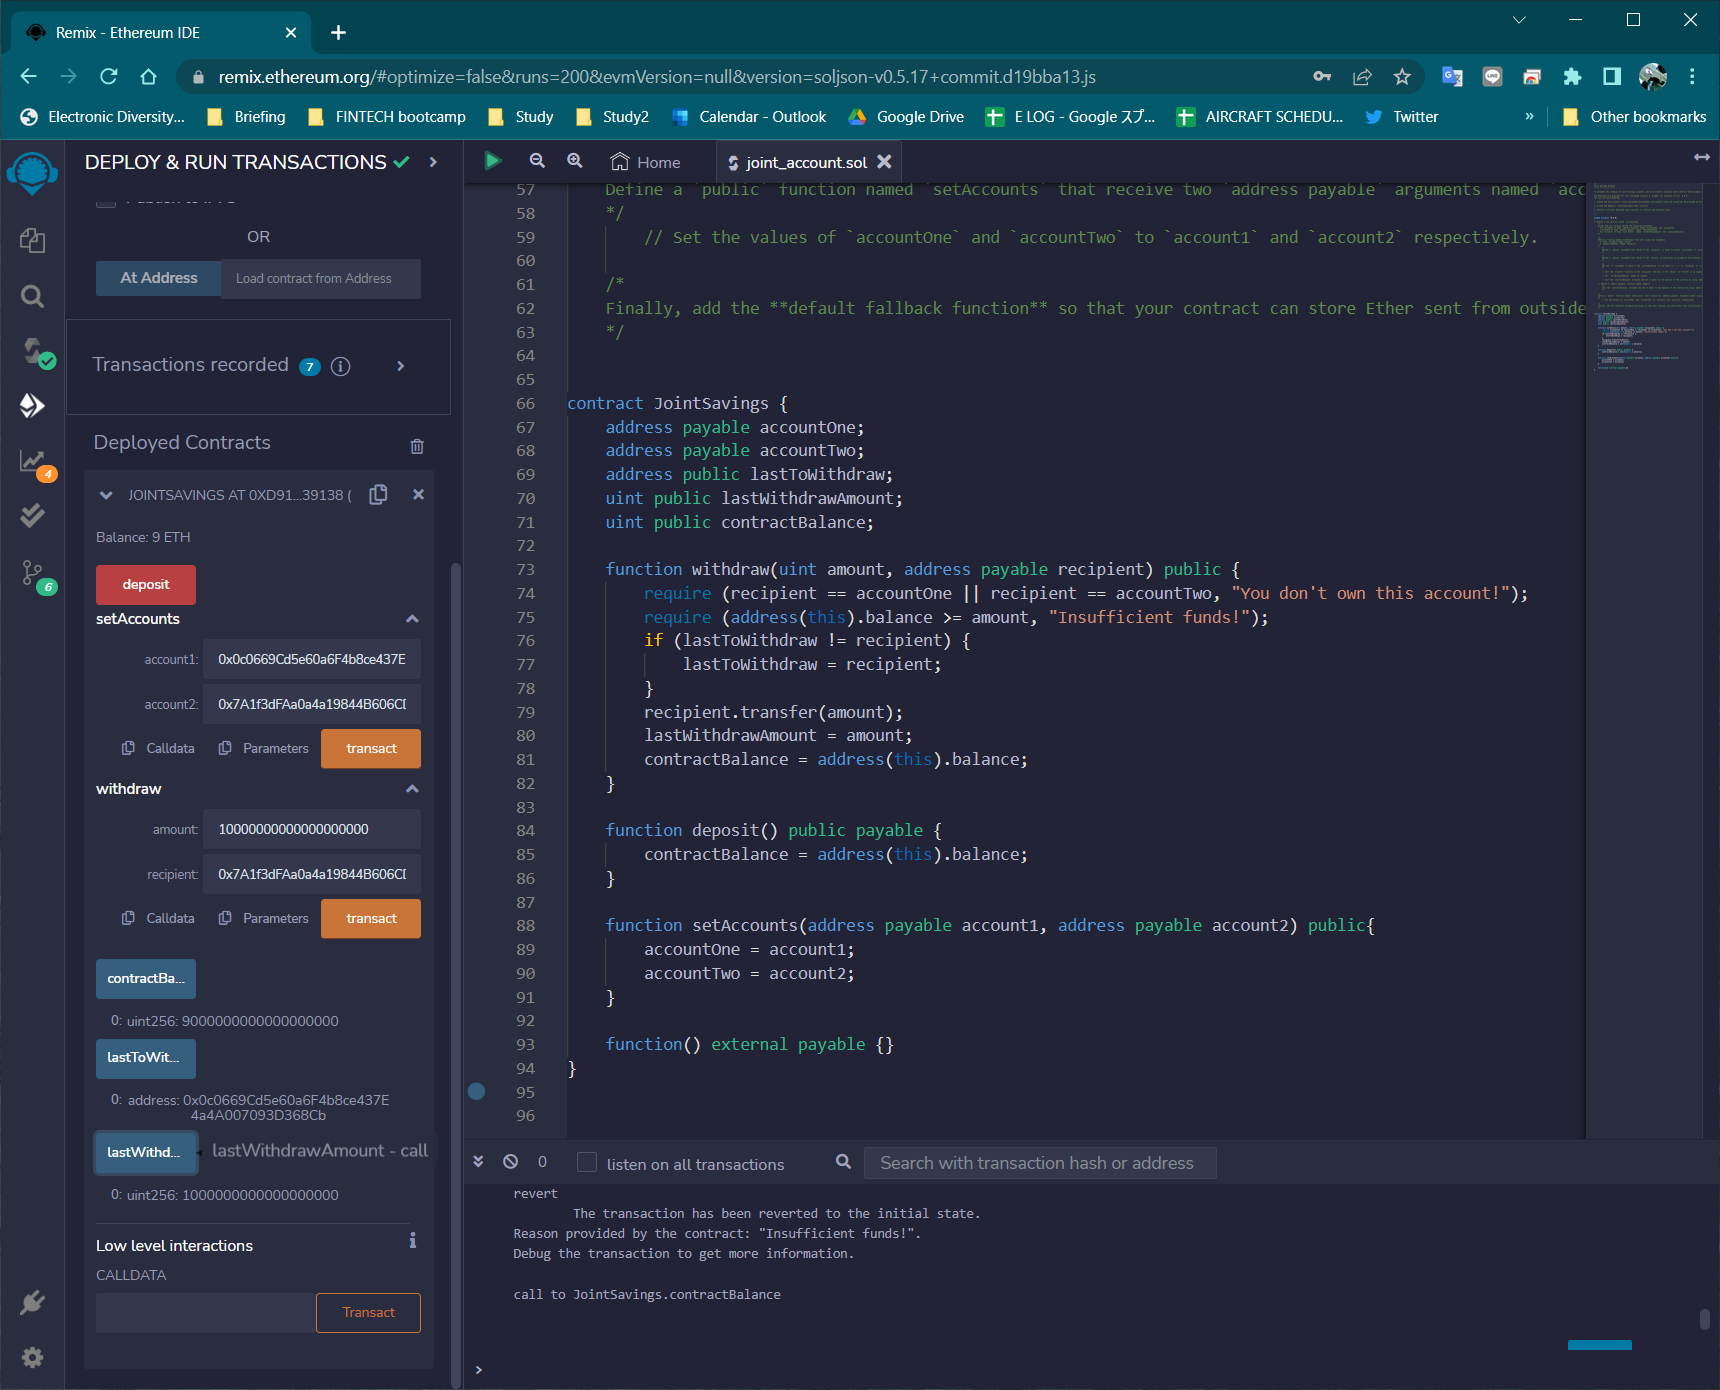 Remix - Ethereum IDE
remix.ethereum.org/#optimize=false&runs=200&evmVersion=null&version=soljson-v0.5.17+commit.d19bba13.js
Electronic Diversity... Briefing FINTECH bootcamp Study Study2 Calendar - Outlook Google Drive E LOG - Google スプ... AIRCRAFT SCHEDU... Twitter » Other bookmarks
DEPLOY & RUN TRANSACTIONS
OR
At Address Load contract from Address
Transactions recorded 7
Deployed Contracts
4
JOINTSAVINGS AT 0XD91...39138 (
Balance: 9 ETH
6
deposit
setAccounts
account1: 0x0c0669Cd5e60a6F4b8ce437E
account2: 0x7A1f3dFAa0a4a19844B606CD
Calldata Parameters transact
withdraw
amount: 10000000000000000000
recipient: 0x7A1f3dFAa0a4a19844B606CD
Calldata Parameters transact
contractBa...
0: uint256: 9000000000000000000
lastToWit...
0: address: 0x0c0669Cd5e60a6F4b8ce437E
4a4A007093D368Cb
lastWithd... lastWithdrawAmount - call
0: uint256: 1000000000000000000
Low level interactions
CALLDATA
Transact
Home joint_account.sol
57 Define a `public` function named `setAccounts` that receive two `address payable` arguments named `acc
58 */
59 // Set the values of `accountOne` and `accountTwo` to `account1` and `account2` respectively.
60
61 /*
62 Finally, add the **default fallback function** so that your contract can store Ether sent from outside
63 */
64
65
66 contract JointSavings {
67 address payable accountOne;
68 address payable accountTwo;
69 address public lastToWithdraw;
70 uint public lastWithdrawAmount;
71 uint public contractBalance;
72
73 function withdraw(uint amount, address payable recipient) public {
74 require (recipient == accountOne || recipient == accountTwo, "You don't own this account!");
75 require (address(this).balance >= amount, "Insufficient funds!");
76 if (lastToWithdraw != recipient) {
77 lastToWithdraw = recipient;
78 }
79 recipient.transfer(amount);
80 lastWithdrawAmount = amount;
81 contractBalance = address(this).balance;
82 }
83
84 function deposit() public payable {
85 contractBalance = address(this).balance;
86 }
87
88 function setAccounts(address payable account1, address payable account2) public{
89 accountOne = account1;
90 accountTwo = account2;
91 }
92
93 function() external payable {}
94 }
95
96
0 listen on all transactions Search with transaction hash or address
revert
The transaction has been reverted to the initial state.
Reason provided by the contract: "Insufficient funds!".
Debug the transaction to get more information.
call to JointSavings.contractBalance
>